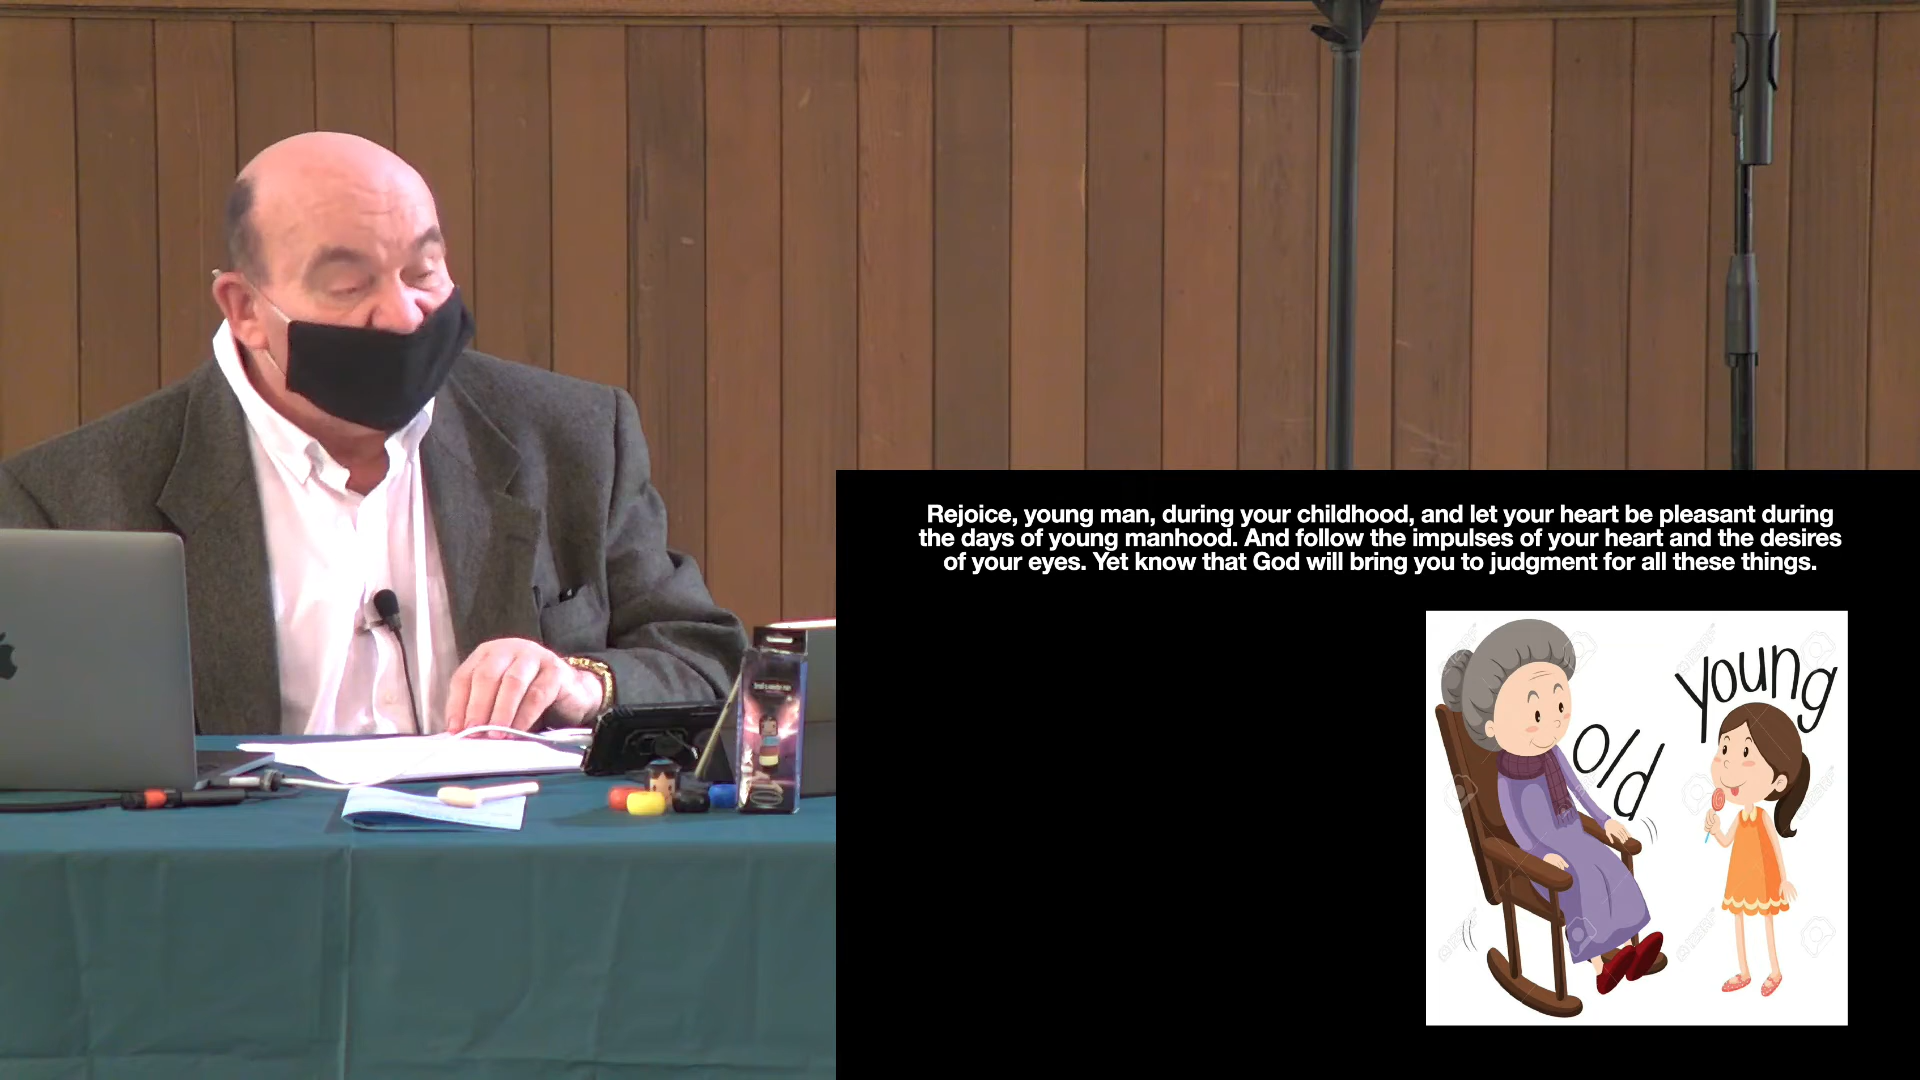 Rejoice, young man, during your childhood, and let your heart be pleasant during
the days of young manhood. And follow the impulses of your heart and the desires
of your eyes. Yet know that God will bring you to judgment for all these things.
young
old